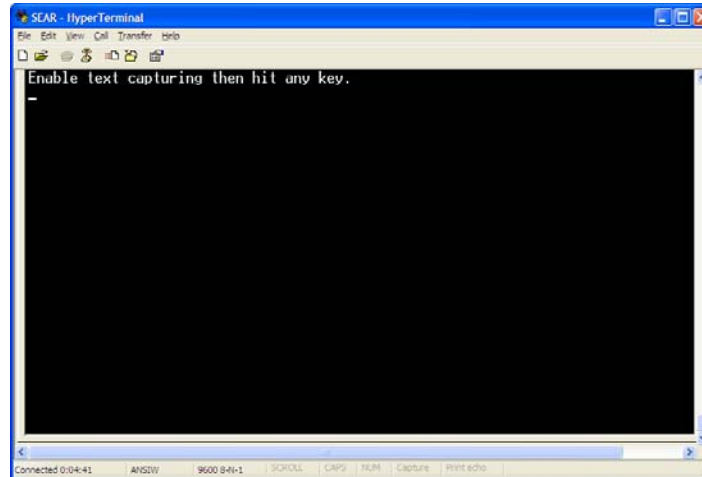 SEAR - HyperTerminal
File Edit View Call Transfer Help
Enable text capturing then hit any key.
Connected 0:04:41 ANSIW 9600 8-N-1 SCROLL CAPS NUM Capture Print echo